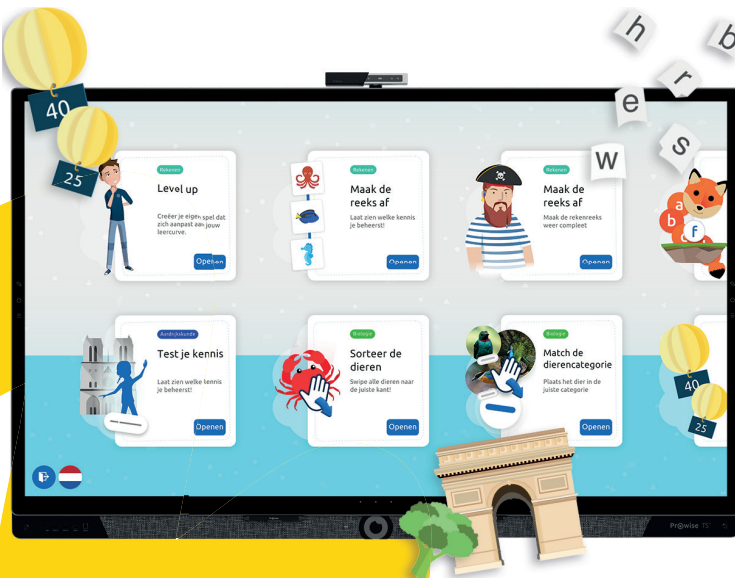 h
b
r
e
40
w
s
25
Rekenen
Level up
Creëer je eigen spel dat
zich aanpast aan jouw
leercurve.
Openen
Rekenen
Maak de
reeks af
Laat zien welke kennis
je beheerst!
Openen
Rekenen
Maak de
reeks af
Maak de rekenreeks
weer compleet
Openen
a
b
f
Aardrijkskunde
Test je kennis
Laat zien welke kennis
je beheerst!
Openen
Biologie
Sorteer de
dieren
Swipe alle dieren naar
de juiste kant!
Openen
Biologie
Match de
dierencategorie
Plaats het dier in de
juiste categorie
Openen
40
25
Prowise TS